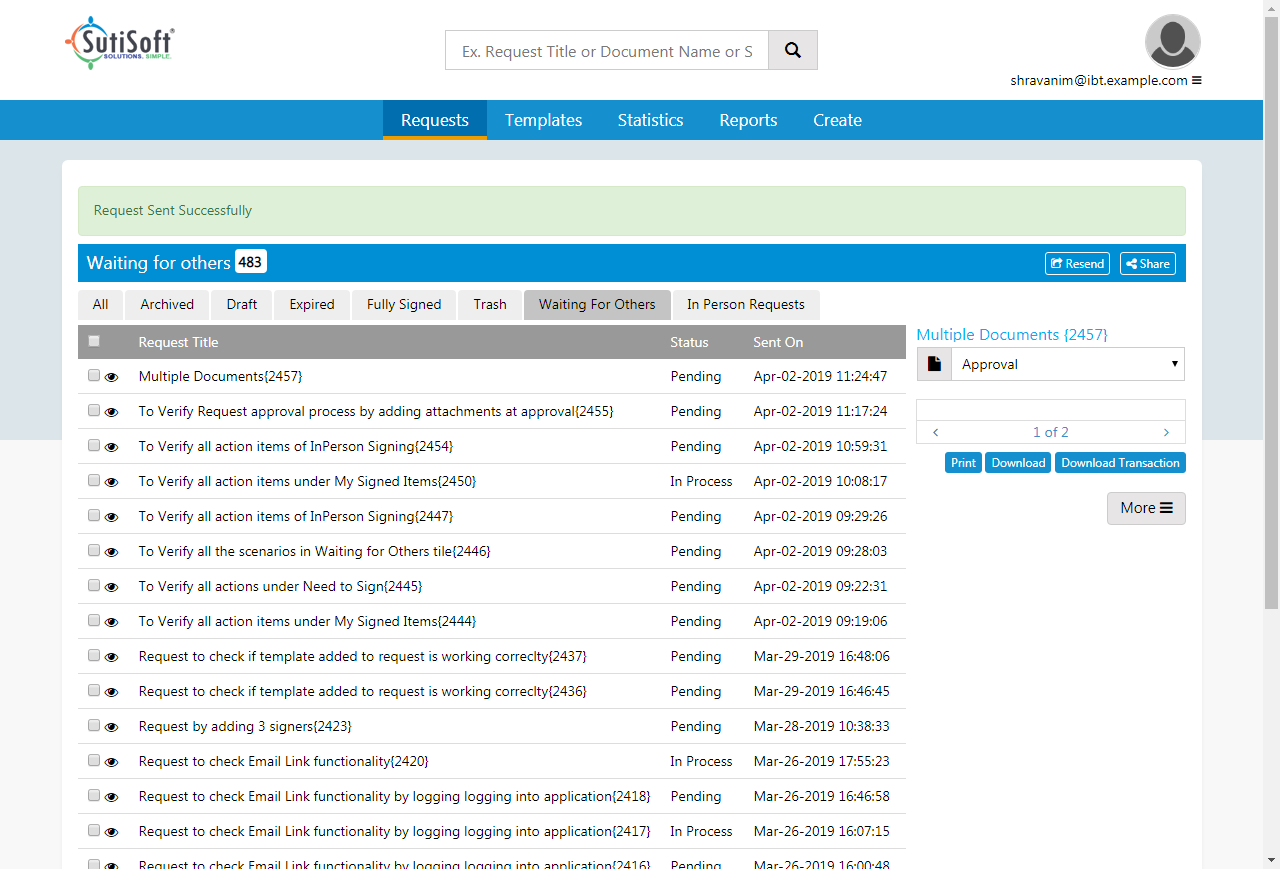 SutiSoft®
SOLUTIONS. SIMPLE.
Ex. Request Title or Document Name or S
shravanim@ibt.example.com
Requests Templates Statistics Reports Create
Request Sent Successfully
Waiting for others 483 Resend Share
All Archived Draft Expired Fully Signed Trash Waiting For Others In Person Requests
Request Title Status Sent On
Multiple Documents{2457} Pending Apr-02-2019 11:24:47
To Verify Request approval process by adding attachments at approval{2455} Pending Apr-02-2019 11:17:24
To Verify all action items of InPerson Signing{2454} Pending Apr-02-2019 10:59:31
To Verify all action items under My Signed Items{2450} In Process Apr-02-2019 10:08:17
To Verify all action items of InPerson Signing{2447} Pending Apr-02-2019 09:29:26
To Verify all the scenarios in Waiting for Others tile{2446} Pending Apr-02-2019 09:28:03
To Verify all actions under Need to Sign{2445} Pending Apr-02-2019 09:22:31
To Verify all action items under My Signed Items{2444} Pending Apr-02-2019 09:19:06
Request to check if template added to request is working correclty{2437} Pending Mar-29-2019 16:48:06
Request to check if template added to request is working correclty{2436} Pending Mar-29-2019 16:46:45
Request by adding 3 signers{2423} Pending Mar-28-2019 10:38:33
Request to check Email Link functionality{2420} In Process Mar-26-2019 17:55:23
Request to check Email Link functionality by logging logging into application{2418} Pending Mar-26-2019 16:46:58
Request to check Email Link functionality by logging logging into application{2417} In Process Mar-26-2019 16:07:15
Request to check Email Link functionality by logging logging into application{2416} Pending Mar-26-2019 16:00:48
Multiple Documents {2457}
Approval
1 of 2
Print Download Download Transaction
More